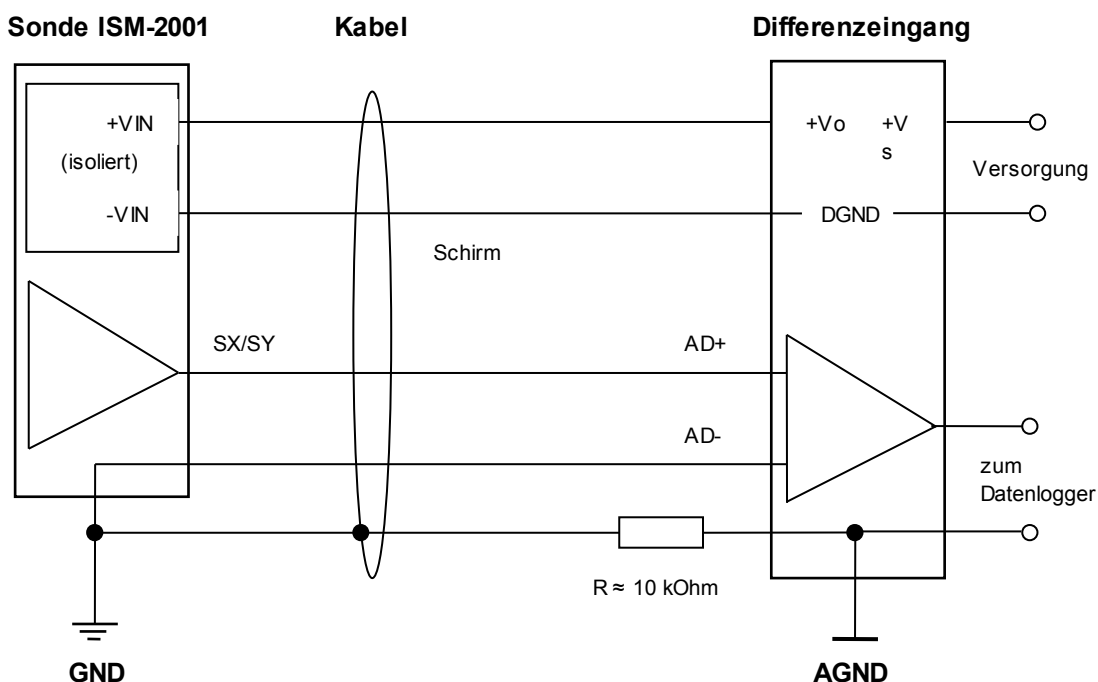 Sonde ISM-2001
Kabel
Differenzeingang
+VIN
(isoliert)
-VIN
+Vo
+V
s
Versorgung
DGND
Schirm
SX/SY
AD+
AD-
zum
Datenlogger
R ≈ 10 kOhm
GND
AGND